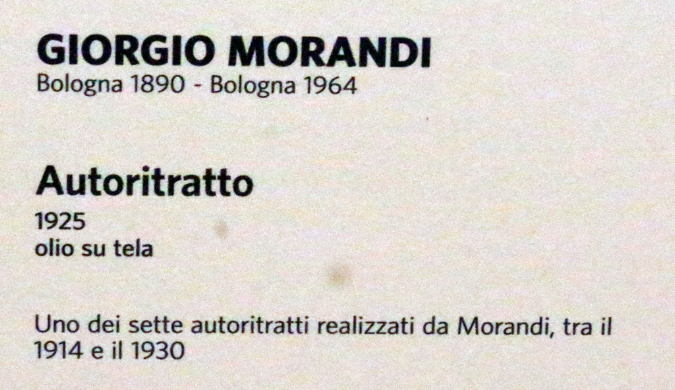 GIORGIO MORANDI
Bologna 1890 - Bologna 1964
Autoritratto
1925
olio su tela
Uno dei sette autoritratti realizzati da Morandi, tra il
1914 e il 1930